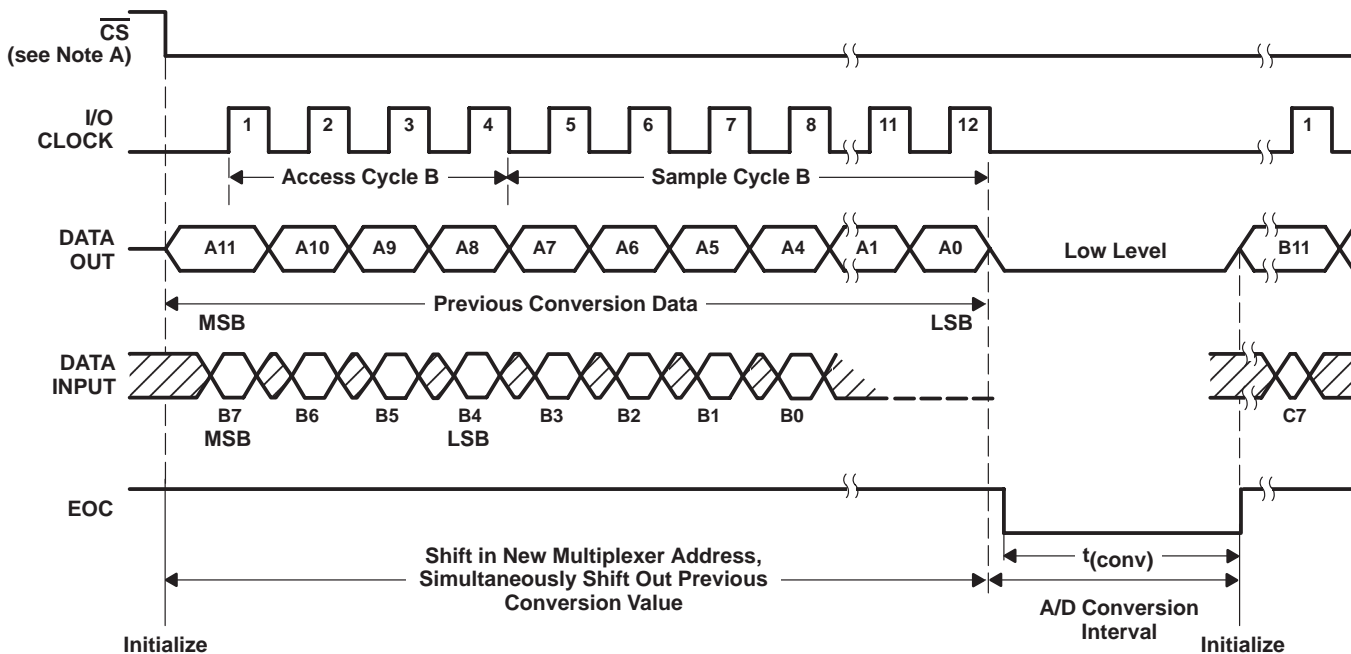 CS
(see Note A)
I/O
CLOCK
1 2 3 4 5 6 7 8 11 12 1
Access Cycle B Sample Cycle B
DATA
OUT
A11 A10 A9 A8 A7 A6 A5 A4 A1 A0 Low Level B11
Previous Conversion Data
MSB LSB
DATA
INPUT
B7 B6 B5 B4 B3 B2 B1 B0 C7
MSB LSB
EOC
Shift in New Multiplexer Address,
Simultaneously Shift Out Previous
Conversion Value
t(conv)
A/D Conversion
Interval
Initialize Initialize